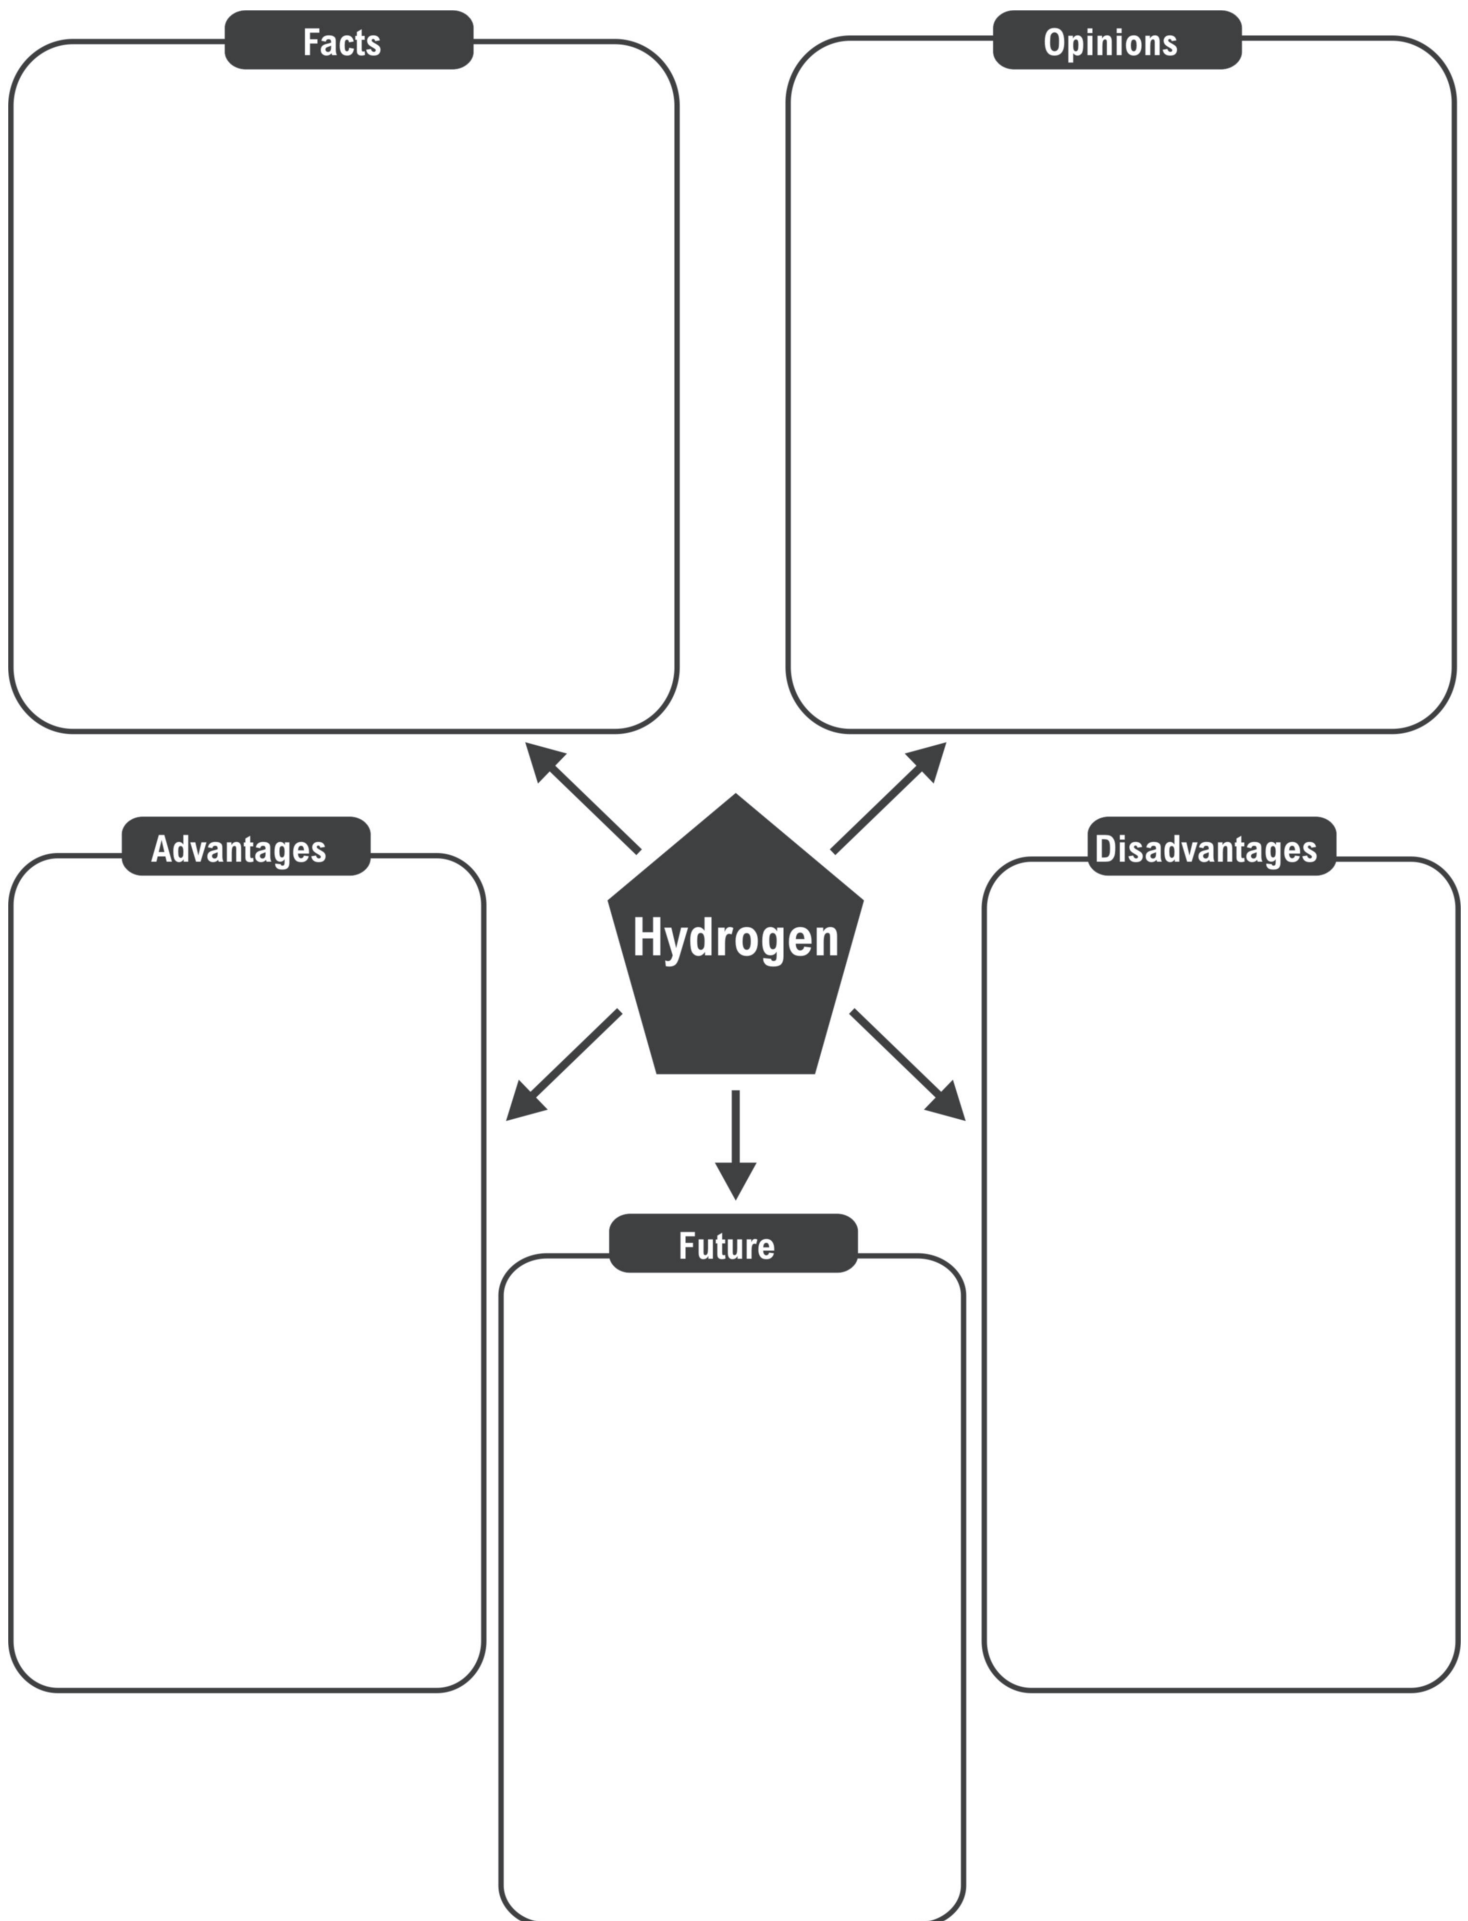 Facts
Opinions
Advantages
Disadvantages
Hydrogen
Future